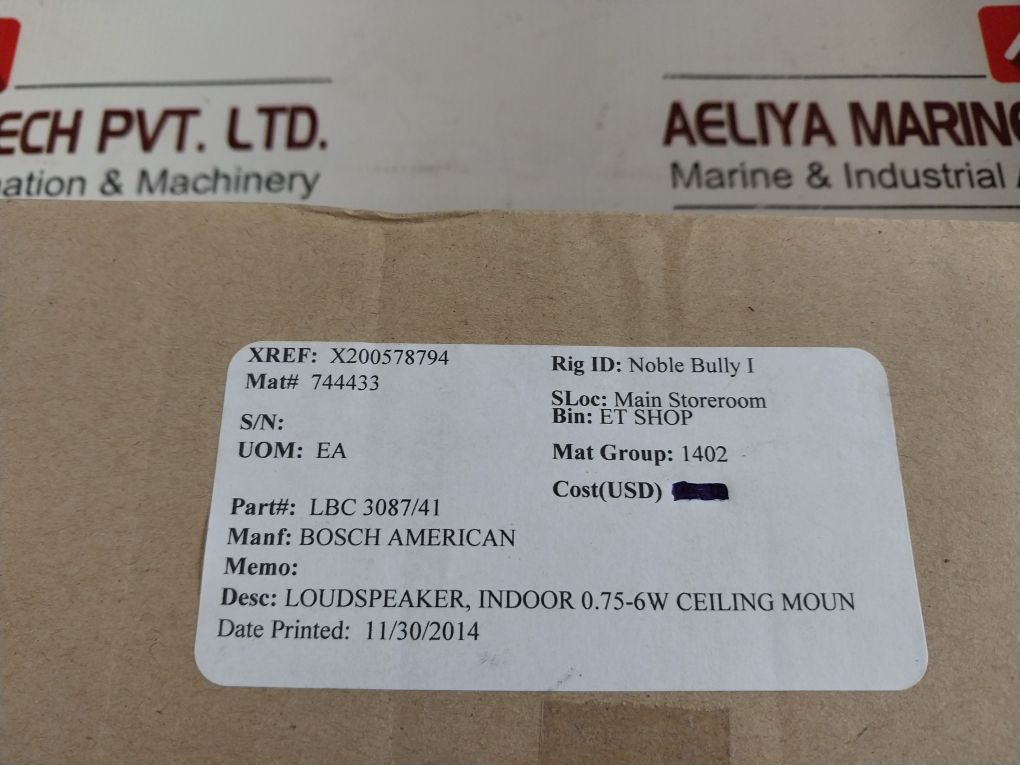 ECH PVT. LTD.
ation & Machinery
AELIYA MARINE
Marine & Industrial
XREF: X200578794
Mat# 744433
S/N:
UOM: EA
Part#: LBC 3087/41
Manf: BOSCH AMERICAN
Memo:
Desc: LOUDSPEAKER, INDOOR 0.75-6W CEILING MOUN
Date Printed: 11/30/2014
Rig ID: Noble Bully I
SLoc: Main Storeroom
Bin: ET SHOP
Mat Group: 1402
Cost(USD)